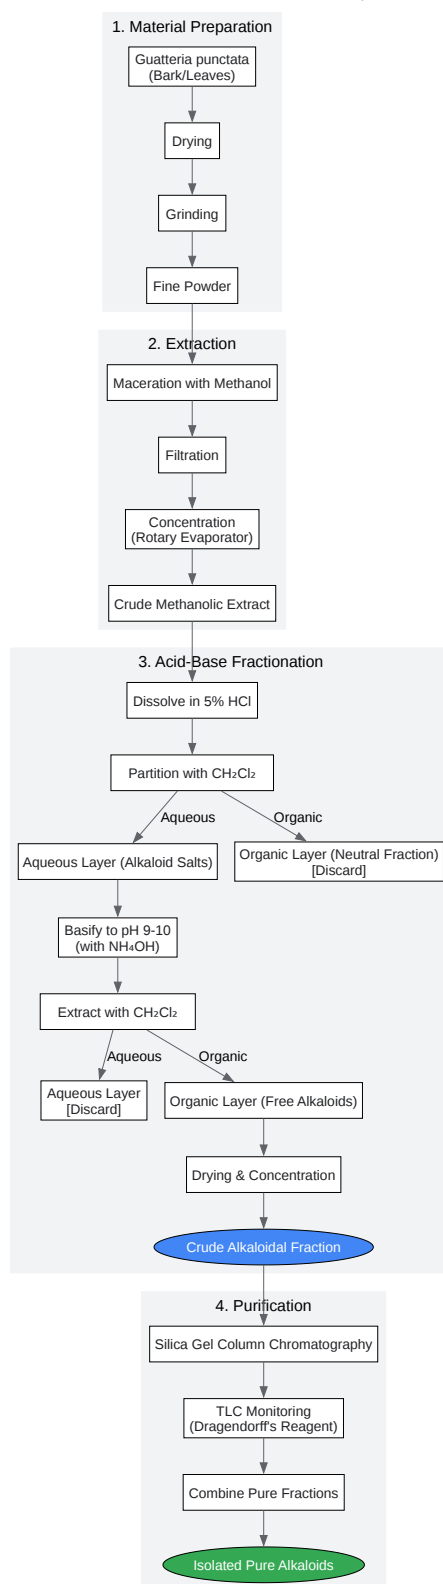 1. Material Preparation
Guatteria punctata
(Bark/Leaves)
Drying
Grinding
Fine Powder
2. Extraction
Maceration with Methanol
Filtration
Concentration
(Rotary Evaporator)
Crude Methanolic Extract
3. Acid-Base Fractionation
Dissolve in 5% HCl
Partition with CH₂Cl₂
Aqueous
Organic
Aqueous Layer (Alkaloid Salts)
Organic Layer (Neutral Fraction)
[Discard]
Basify to pH 9-10
(with NH₄OH)
Extract with CH₂Cl₂
Aqueous
Organic
Aqueous Layer
[Discard]
Organic Layer (Free Alkaloids)
Drying & Concentration
Crude Alkaloidal Fraction
4. Purification
Silica Gel Column Chromatography
TLC Monitoring
(Dragendorff's Reagent)
Combine Pure Fractions
Isolated Pure Alkaloids